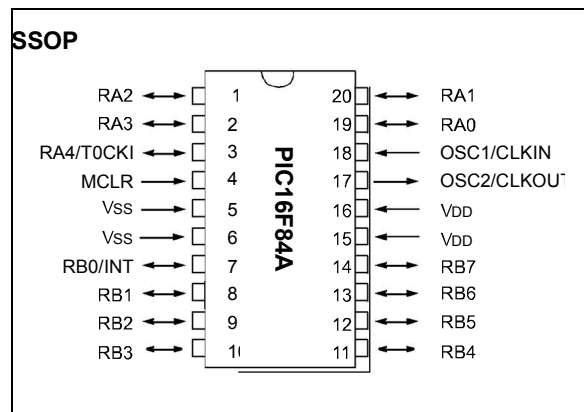 SSOP
RA2 1 20 RA1
RA3 2 19 RA0
RA4/T0CKI 3 18 OSC1/CLKIN
MCLR 4 17 OSC2/CLKOUT
VSS 5 16 VDD
VSS 6 15 VDD
RB0/INT 7 14 RB7
RB1 8 13 RB6
RB2 9 12 RB5
RB3 10 11 RB4
PIC16F84A